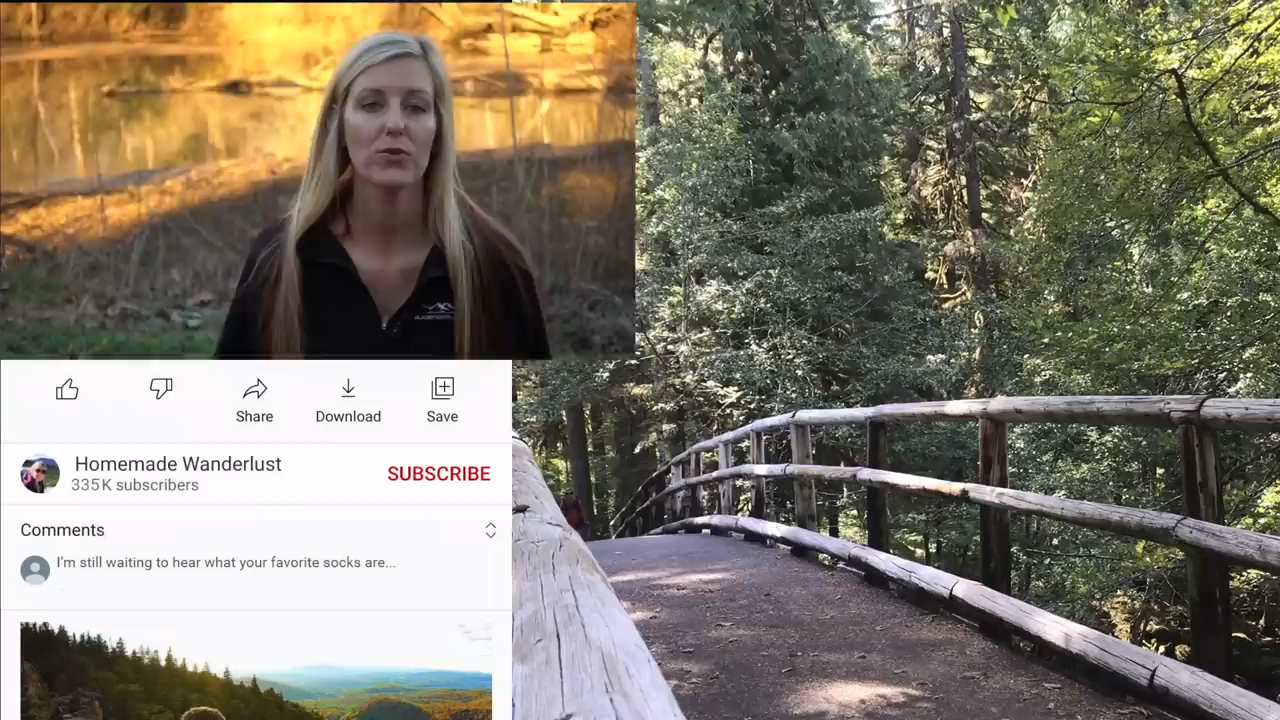 Share
Download
Save
Homemade Wanderlust
SUBSCRIBE
335K subscribers
Comments
I'm still waiting to hear what your favorite socks are...